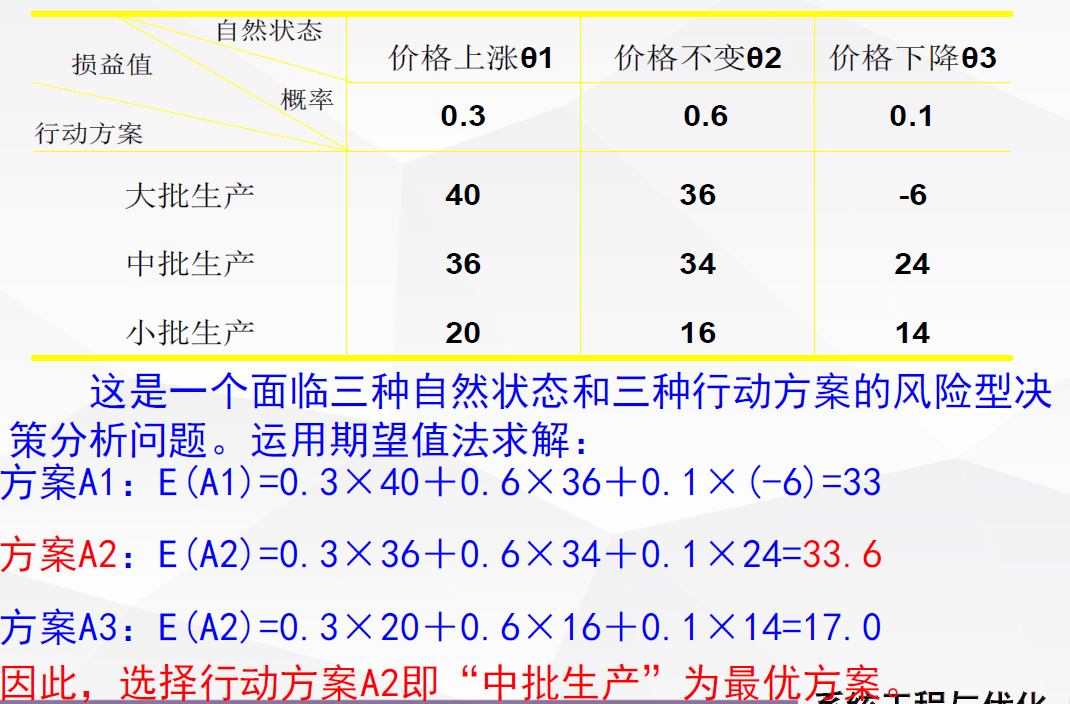 自然状态
损益值
概率
行动方案
价格上涨θ1 价格不变θ2 价格下降θ3
0.3 0.6 0.1
大批生产 40 36 -6
中批生产 36 34 24
小批生产 20 16 14
这是一个面临三种自然状态和三种行动方案的风险型决
策分析问题。运用期望值法求解：
方案A1：E(A1)=0.3×40＋0.6×36＋0.1×(-6)=33
方案A2：E(A2)=0.3×36＋0.6×34＋0.1×24=33.6
方案A3：E(A2)=0.3×20＋0.6×16＋0.1×14=17.0
因此，选择行动方案A2即“中批生产”为最优方案。
系统工程与优化